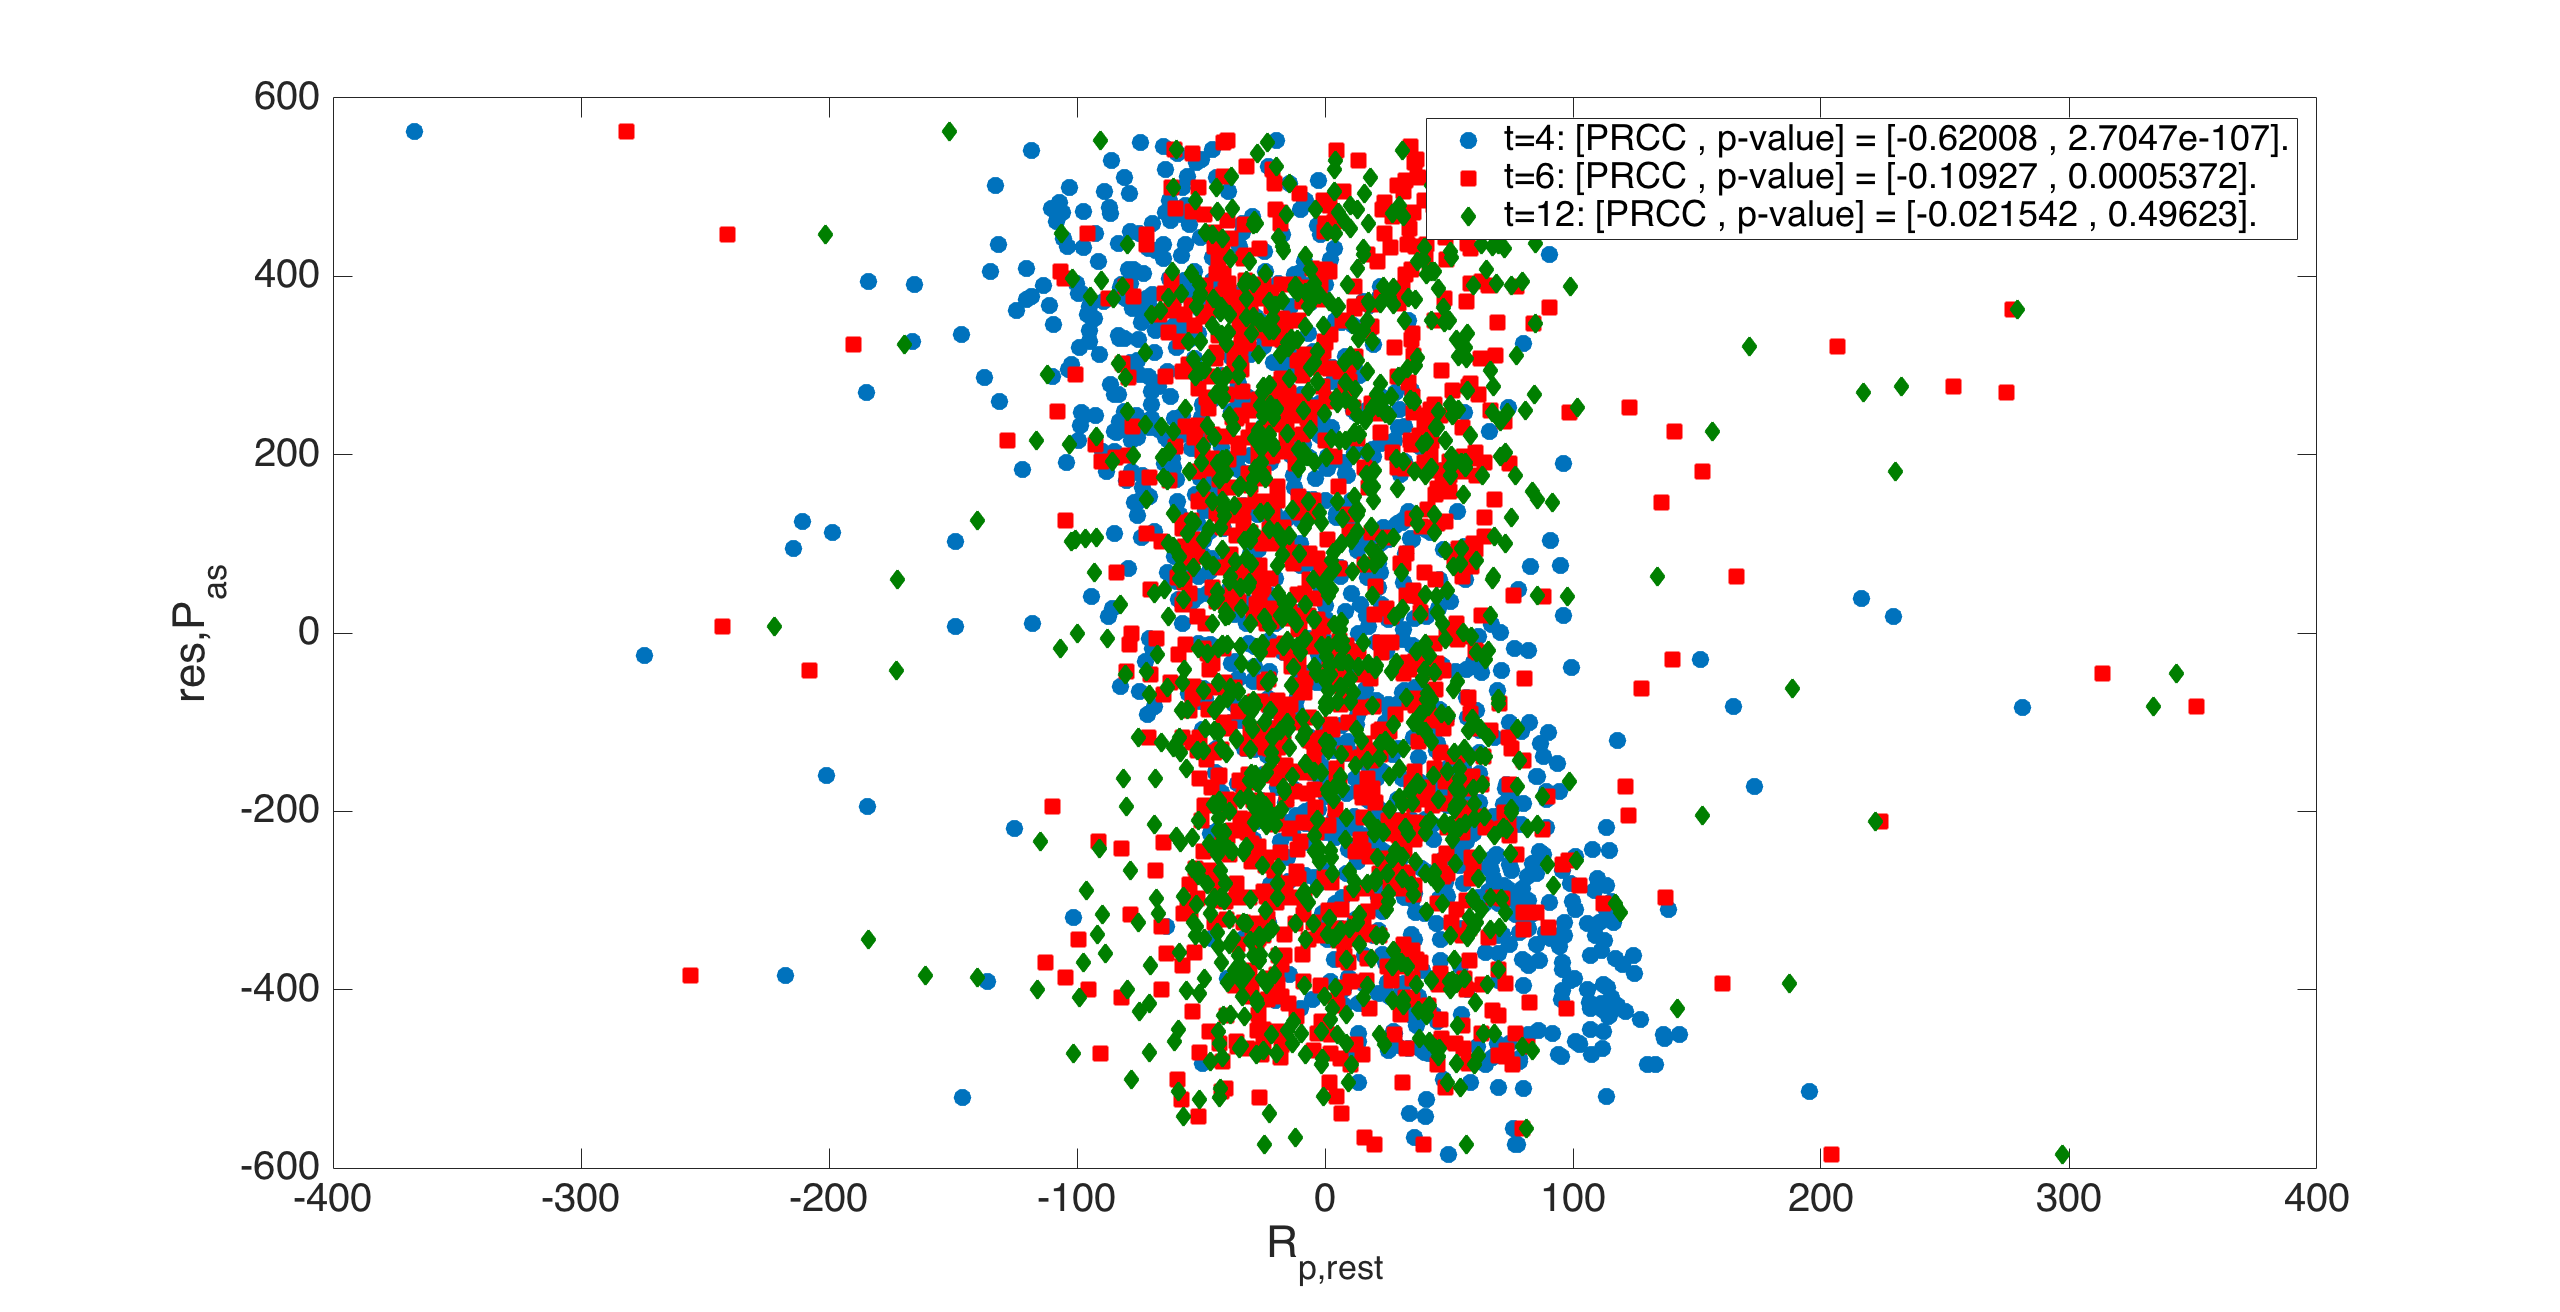 600
400
200
0
-200
-400
-600
res,P_as
t=4: [PRCC , p-value] = [-0.62008 , 2.7047e-107].
t=6: [PRCC , p-value] = [-0.10927 , 0.0005372].
t=12: [PRCC , p-value] = [-0.021542 , 0.49623].
-400 -300 -200 -100 0 100 200 300 400
R_p,rest